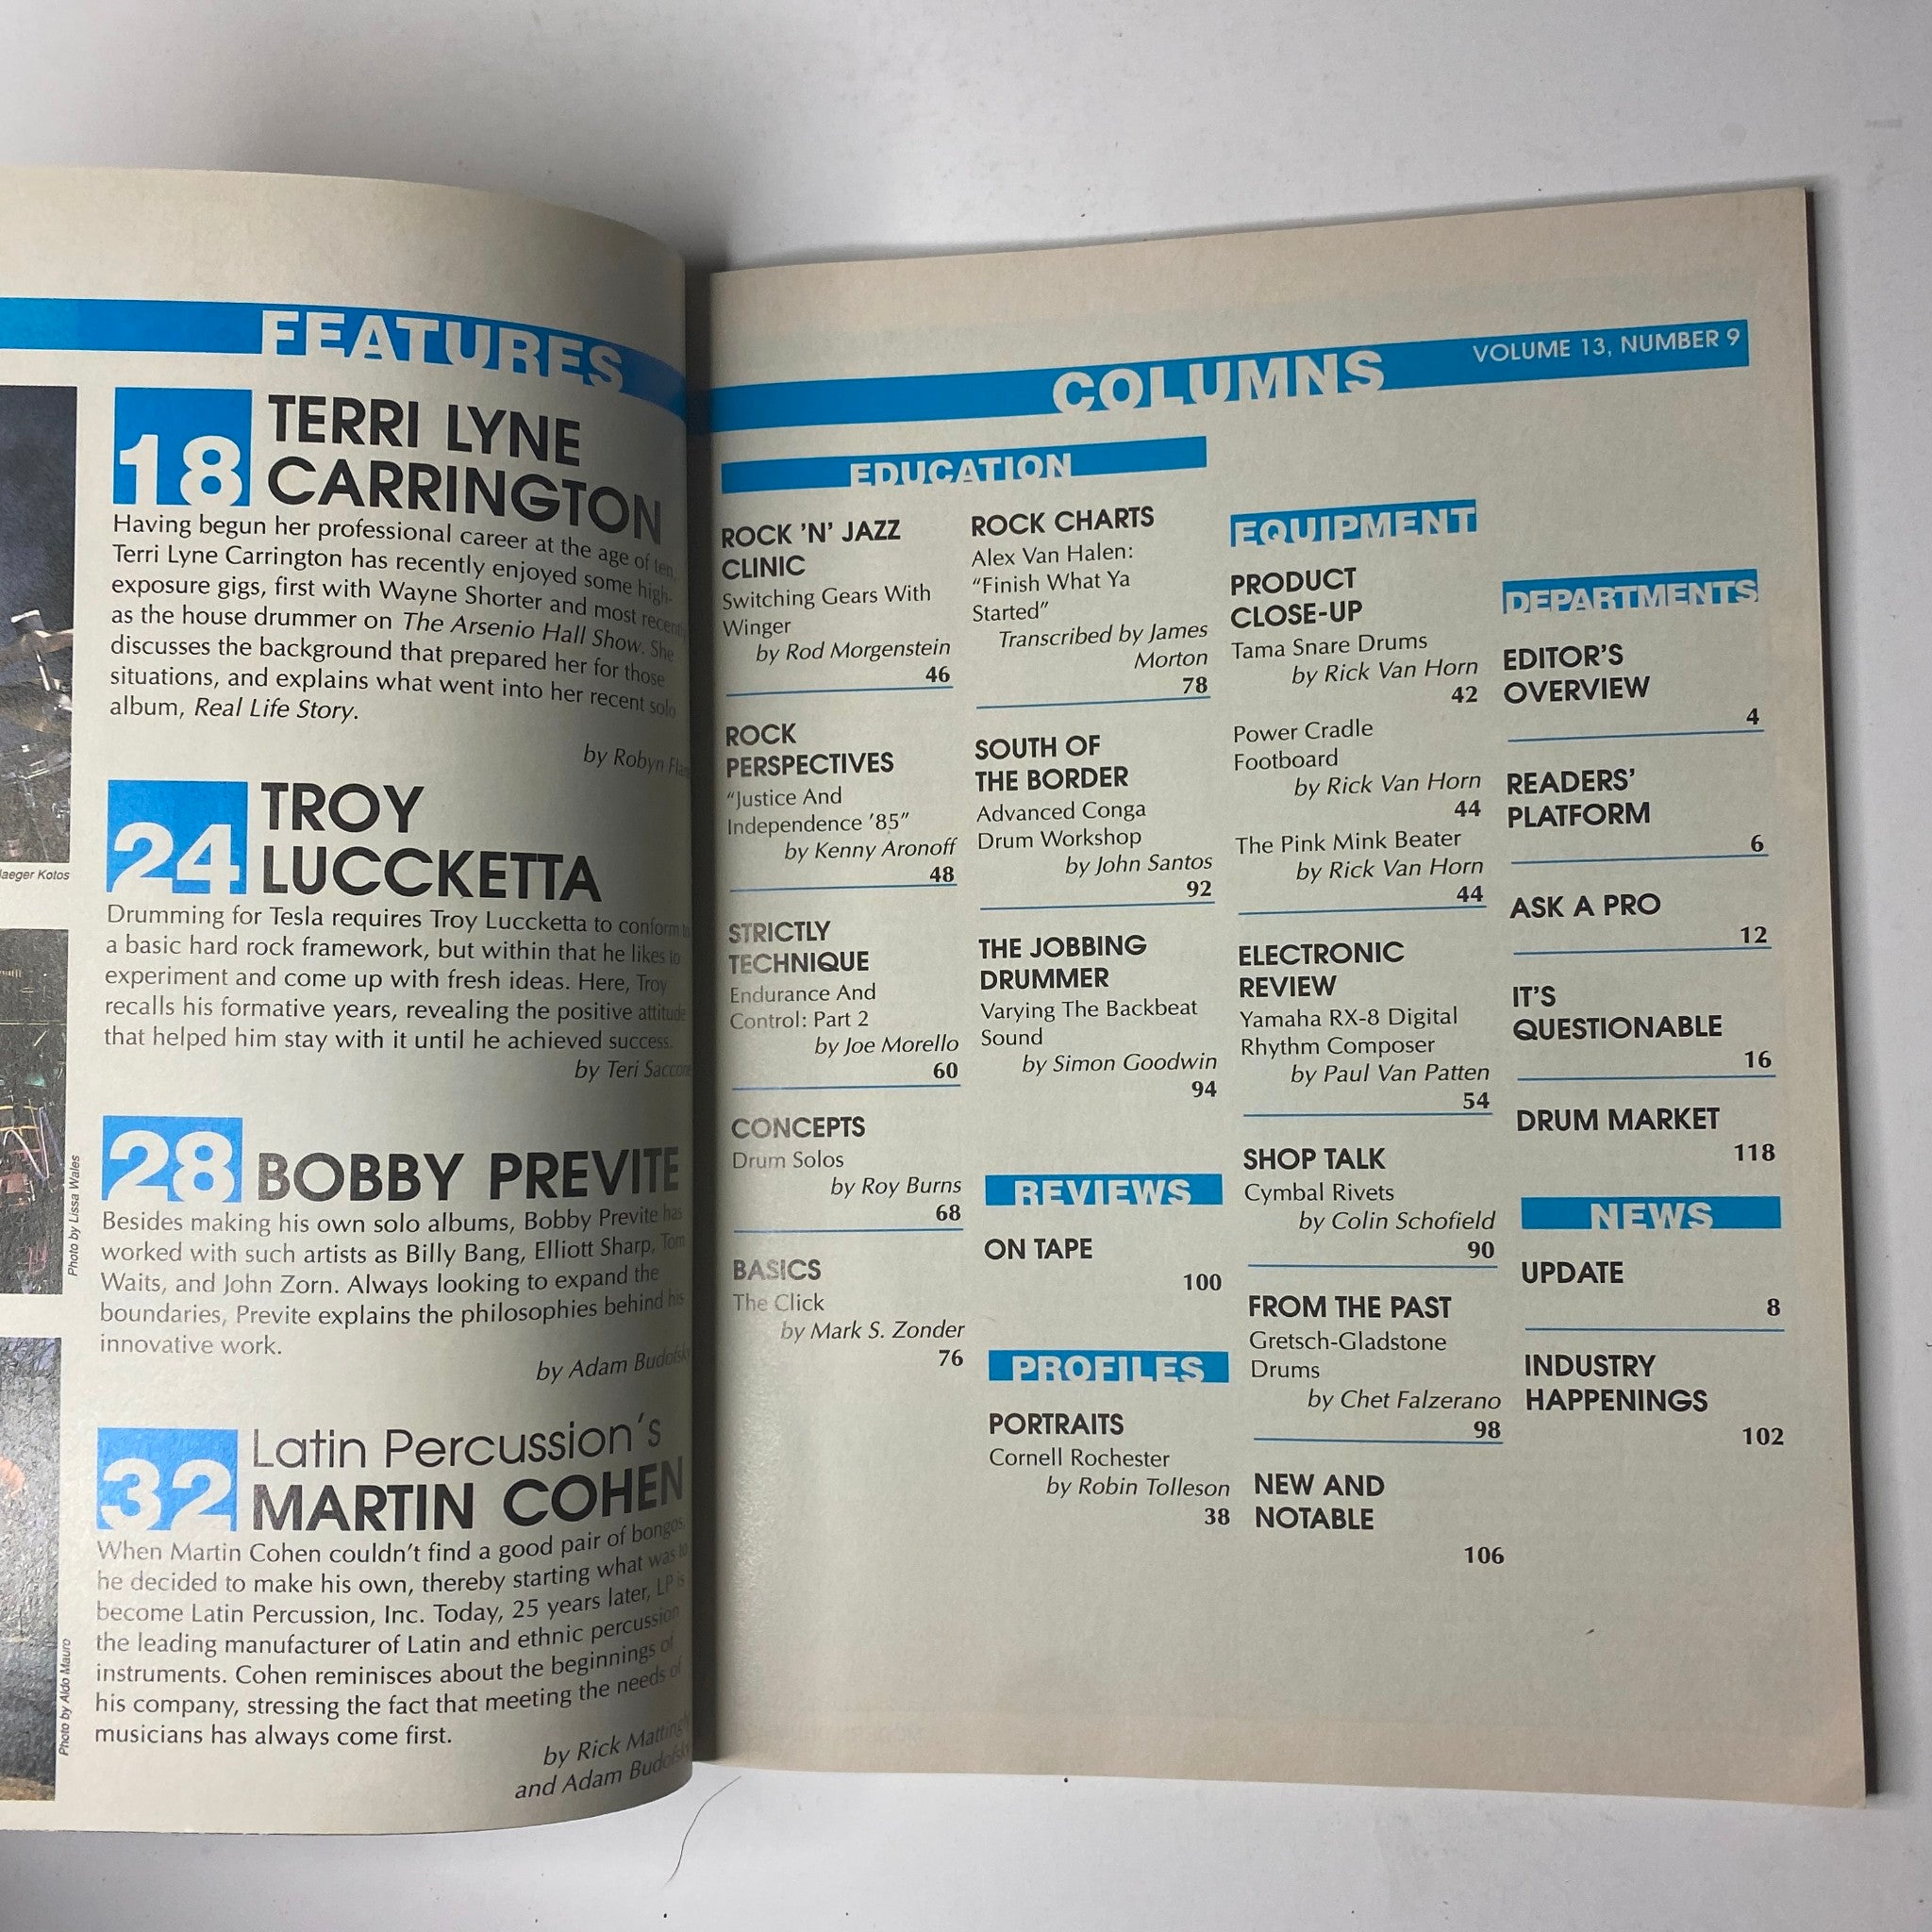 FEATURES
18
TERRI LYNE
CARRINGTON
Having begun her professional career at the age of ten,
Terri Lyne Carrington has recently enjoyed some high-
exposure gigs, first with Wayne Shorter and most recently
as the house drummer on The Arsenio Hall Show. She
discusses the background that prepared her for those
situations, and explains what went into her recent solo
album, Real Life Story.
by Robyn
24
TROY
LUCCKETTA
Drumming for Tesla requires Troy Luccketta to conform to
a basic hard rock framework, but within that he likes to
experiment and come up with fresh ideas. Here, Troy
recalls his formative years, revealing the positive attitude
that helped him stay with it until he achieved success.
by Teri Saccone
28
BOBBY PREVITE
Besides making his own solo albums, Bobby Previte has
worked with such artists as Billy Bang, Elliott Sharp, Tom
Waits, and John Zorn. Always looking to expand the
boundaries, Previte explains the philosophies behind his
innovative work.
by Adam Budofsky
32
Latin Percussion's
MARTIN COHEN
When Martin Cohen couldn't find a good pair of bongos,
he decided to make his own, thereby starting what was to
become Latin Percussion, Inc. Today, 25 years later, LP is
the leading manufacturer of Latin and ethnic percussion
instruments. Cohen reminisces about the beginnings of
his company, stressing the fact that meeting the needs of
musicians has always come first.
by Rick Mattingly
and Adam Budofsky
Kotos
Photo by Lissa Wales
Photo by Aldo Mauro
COLUMNS
VOLUME 13, NUMBER 9
EDUCATION
ROCK 'N' JAZZ
CLINIC
Switching Gears With
Winger
by Rod Morgenstein
46
ROCK
PERSPECTIVES
"Justice And
Independence '85"
by Kenny Aronoff
48
STRICTLY
TECHNIQUE
Endurance And
Control: Part 2
by Joe Morello
60
CONCEPTS
Drum Solos
by Roy Burns
68
BASICS
The Click
by Mark S. Zonder
76
ROCK CHARTS
Alex Van Halen:
"Finish What Ya
Started"
Transcribed by James
Morton
78
SOUTH OF
THE BORDER
Advanced Conga
Drum Workshop
by John Santos
92
THE JOBBING
DRUMMER
Varying The Backbeat
Sound
by Simon Goodwin
94
REVIEWS
ON TAPE
100
PROFILES
PORTRAITS
Cornell Rochester
by Robin Tolleson
38
EQUIPMENT
PRODUCT
CLOSE-UP
Tama Snare Drums
by Rick Van Horn
42
Power Cradle
Footboard
by Rick Van Horn
44
The Pink Mink Beater
by Rick Van Horn
44
ELECTRONIC
REVIEW
Yamaha RX-8 Digital
Rhythm Composer
by Paul Van Patten
54
SHOP TALK
Cymbal Rivets
by Colin Schofield
90
FROM THE PAST
Gretsch-Gladstone
Drums
by Chet Falzerano
98
NEW AND
NOTABLE
106
DEPARTMENTS
EDITOR'S
OVERVIEW
4
READERS'
PLATFORM
6
ASK A PRO
12
IT'S
QUESTIONABLE
16
DRUM MARKET
118
NEWS
UPDATE
8
INDUSTRY
HAPPENINGS
102